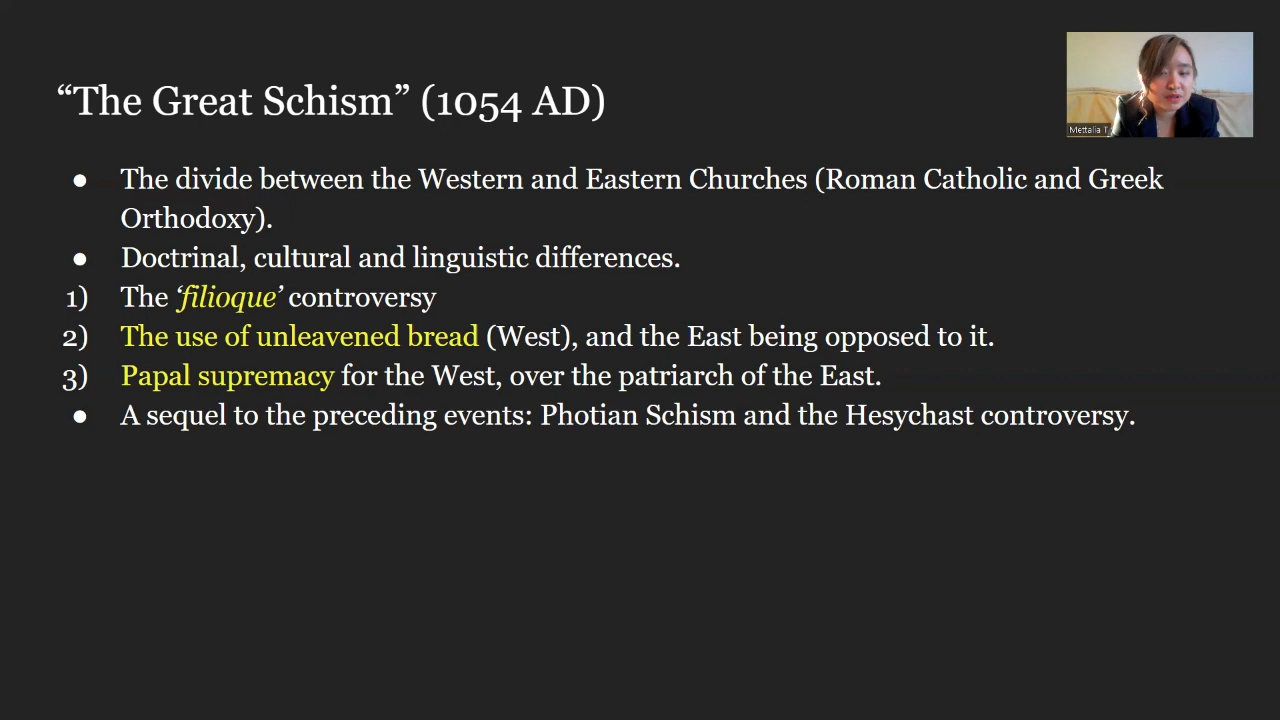 “The Great Schism” (1054 AD)
Mettalia T
● The divide between the Western and Eastern Churches (Roman Catholic and Greek
Orthodoxy).
● Doctrinal, cultural and linguistic differences.
1) The ‘filioque’ controversy
2) The use of unleavened bread (West), and the East being opposed to it.
3) Papal supremacy for the West, over the patriarch of the East.
● A sequel to the preceding events: Photian Schism and the Hesychast controversy.